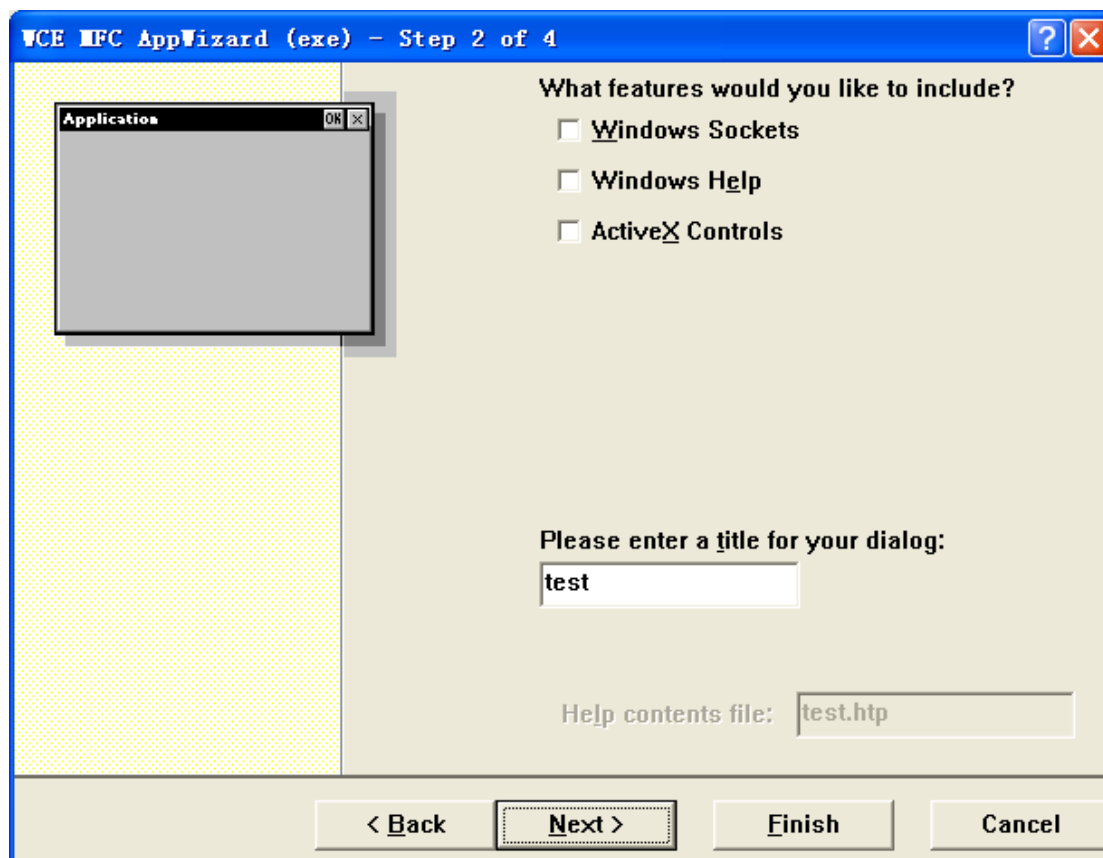 WCE MFC AppWizard (exe) - Step 2 of 4
Application OK
What features would you like to include?
Windows Sockets
Windows Help
ActiveX Controls
Please enter a title for your dialog:
test
Help contents file: test.htp
< Back Next > Finish Cancel